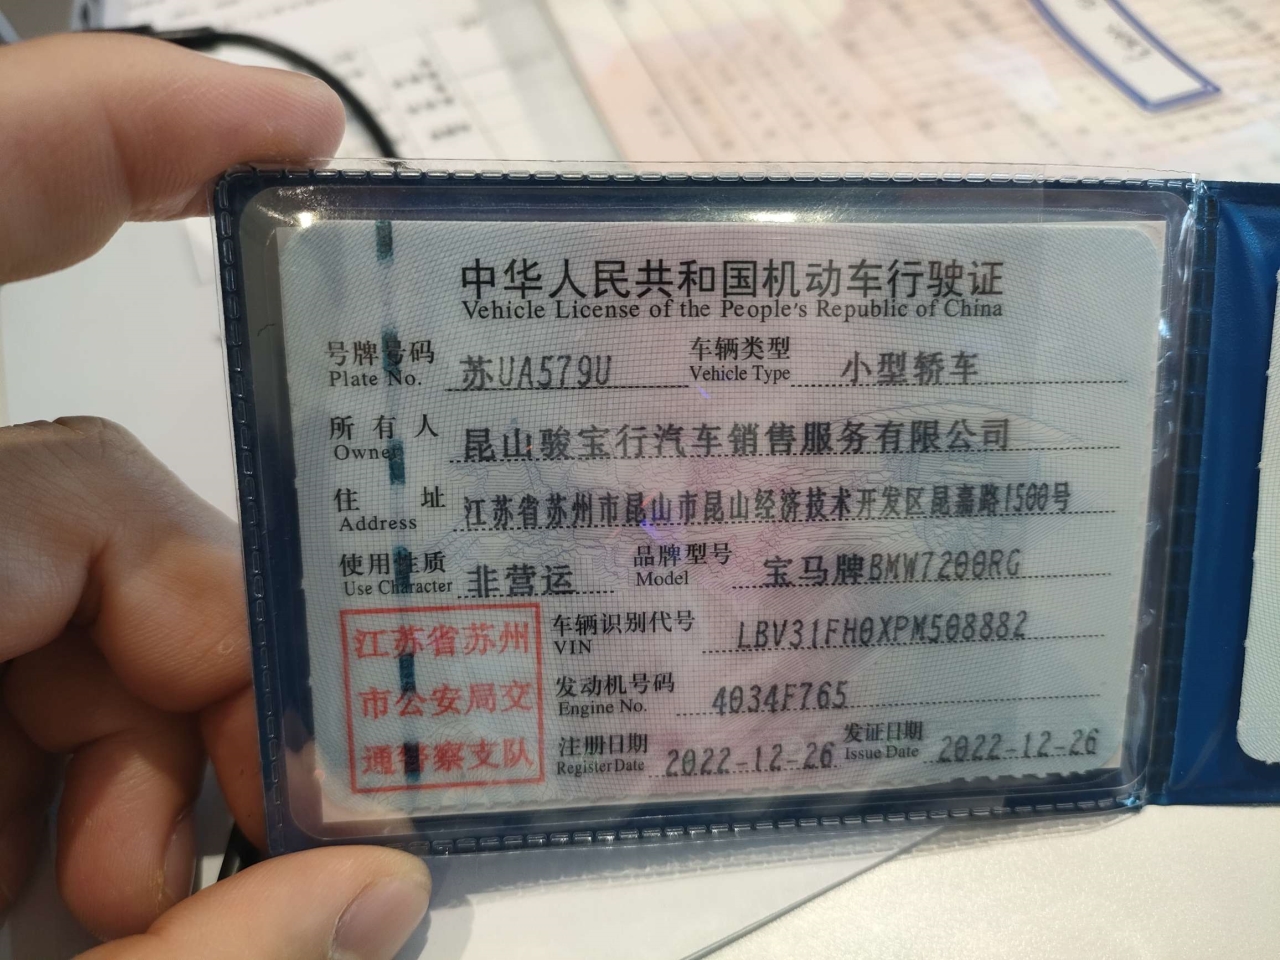 中华人民共和国机动车行驶证
Vehicle License of the People's Republic of China
号牌号码 苏UA579U 车辆类型 小型轿车
Plate No. Vehicle Type
所有人 昆山骏宝行汽车销售服务有限公司
Owner
住址 江苏省苏州市昆山市昆山经济技术开发区昆嘉路1500号
Address
使用性质 非营运 品牌型号 宝马牌BMW7200RG
Use Character Model
江苏省苏州
市公安局交
通警察支队
车辆识别代号 LBV31FH0XPM508882
VIN
发动机号码 4034F765
Engine No.
注册日期 2022-12-26 发证日期 2022-12-26
Register Date Issue Date